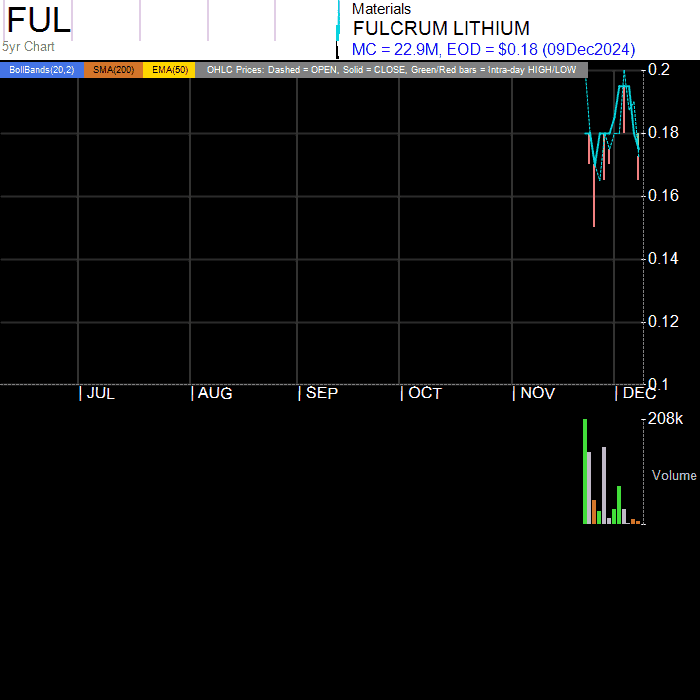 FUL
5yr Chart
Materials
FULCRUM LITHIUM
MC = 22.9M, EOD = $0.18 (09Dec2024)
BollBands(20,2) SMA(200) EMA(50) OHLC Prices: Dashed = OPEN, Solid = CLOSE, Green/Red bars = Intra-day HIGH/LOW
0.2
0.18
0.16
0.14
0.12
0.1
| JUL | AUG | SEP | OCT | NOV | DEC
208k
Volume